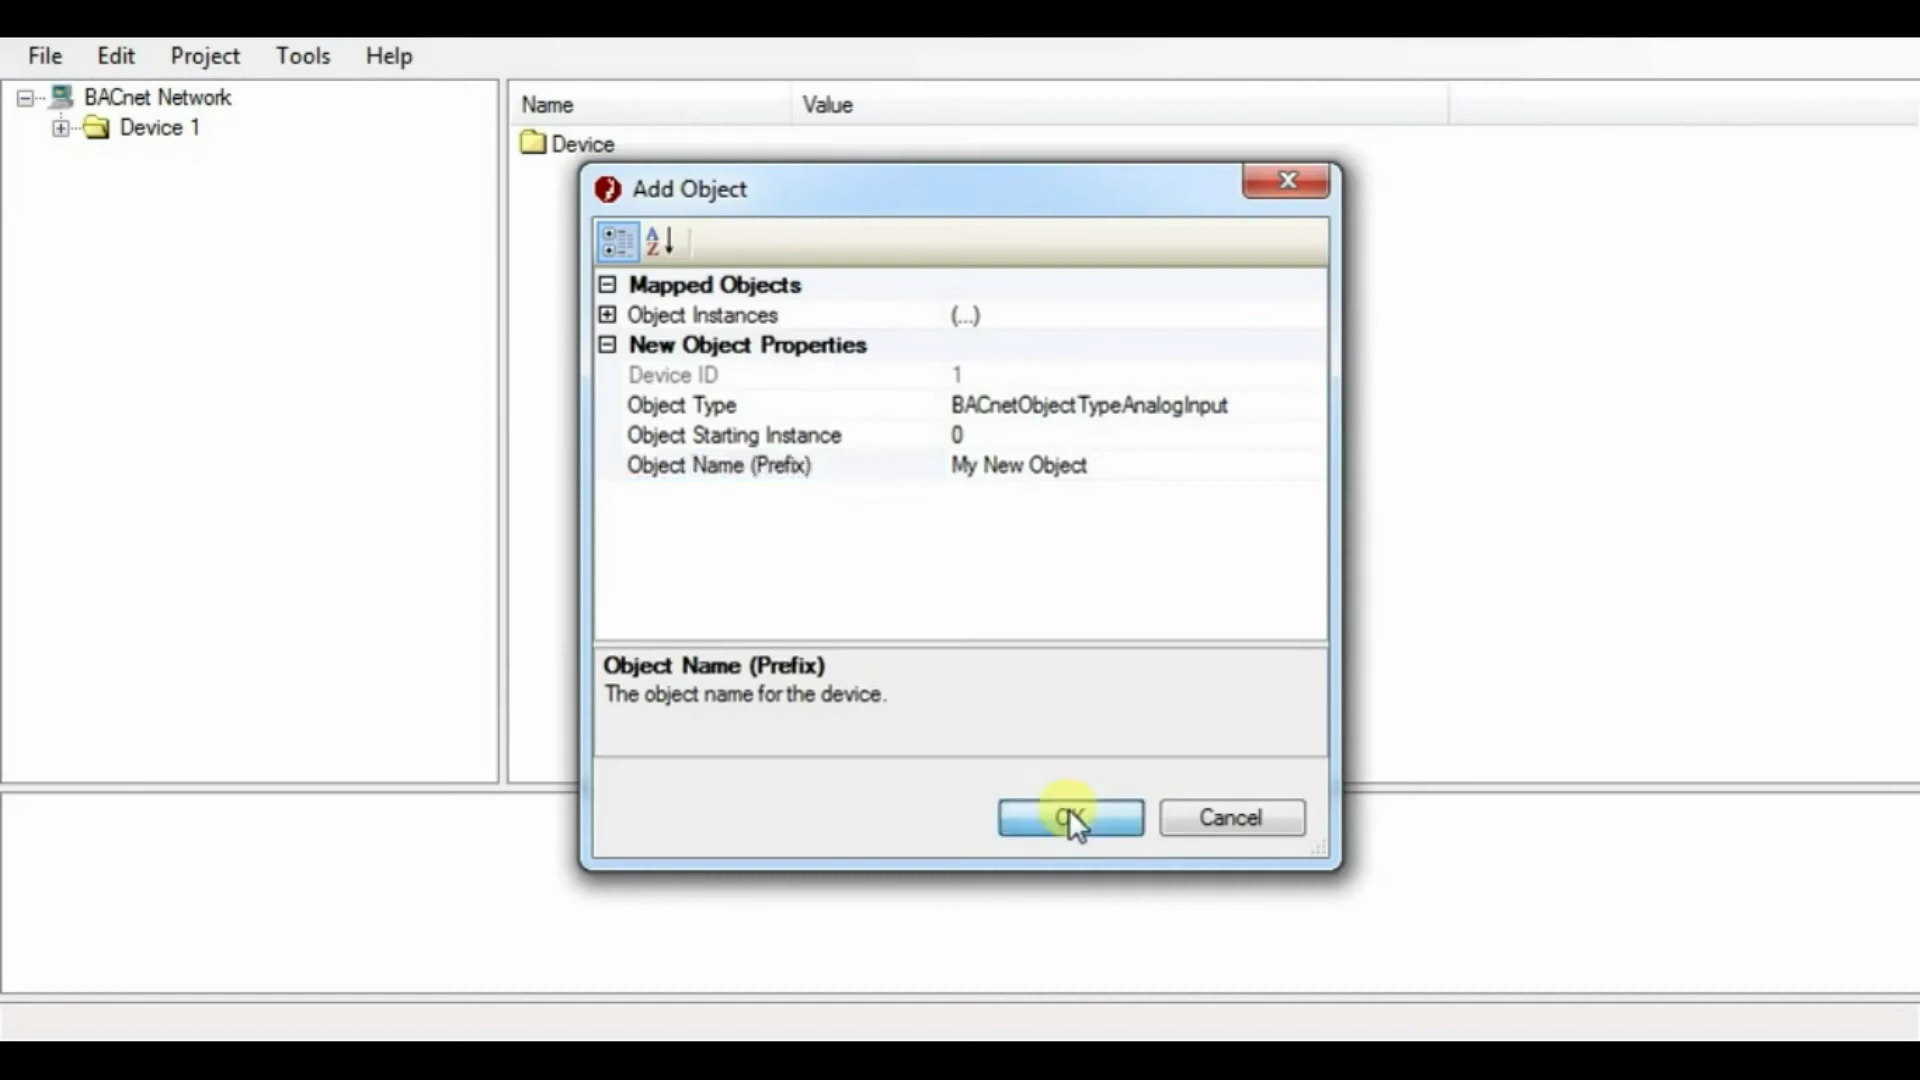 File Edit Project Tools Help
BACnet Network
Device 1
Name Value
Device
Add Object
Mapped Objects
Object Instances (...)
New Object Properties
Device ID 1
Object Type BACnetObjectTypeAnalogInput
Object Starting Instance 0
Object Name (Prefix) My New Object
Object Name (Prefix)
The object name for the device.
OK Cancel